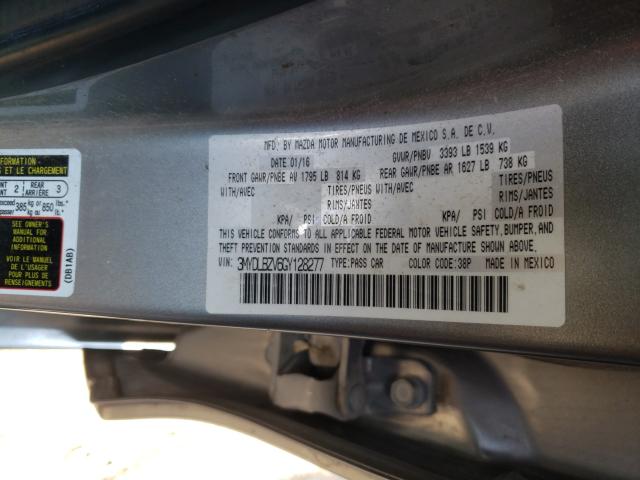 MFD. BY MAZDA MOTOR MANUFACTURING DE MEXICO S.A. DE C.V.
DATE 01/16 GVWR/PNBV 3393 LB 1539 KG
FRONT GAWR/PNBE AV 1795 LB 814 KG REAR GAWR/PNBE AR 1627 LB 738 KG
WITH/AVEC TIRES/PNEUS WITH/AVEC TIRES/PNEUS
RIMS/JANTES RIMS/JANTES
KPA/ PSI COLD/A FROID KPA/ PSI COLD/A FROID
THIS VEHICLE CONFORMS TO ALL APPLICABLE FEDERAL MOTOR VEHICLE SAFETY, BUMPER, AND
THEFT PREVENTION STANDARDS IN EFFECT ON THE DATE OF MANUFACTURE SHOWN ABOVE.
VIN: 3MYDLBZV6GY128277 TYPE:PASS CAR COLOR CODE:38P MADE IN MEXICO
ET LE CHARGEMENT
2 REAR 3
ARRIÈRE
exceed 385 kg or 850 lbs.
SEE OWNER'S
MANUAL FOR
ADDITIONAL
INFORMATION
VOIR LE MANUEL
DE L'USAGER
POUR PLUS DE
RENSEIGNEMENTS
(DB1AB)